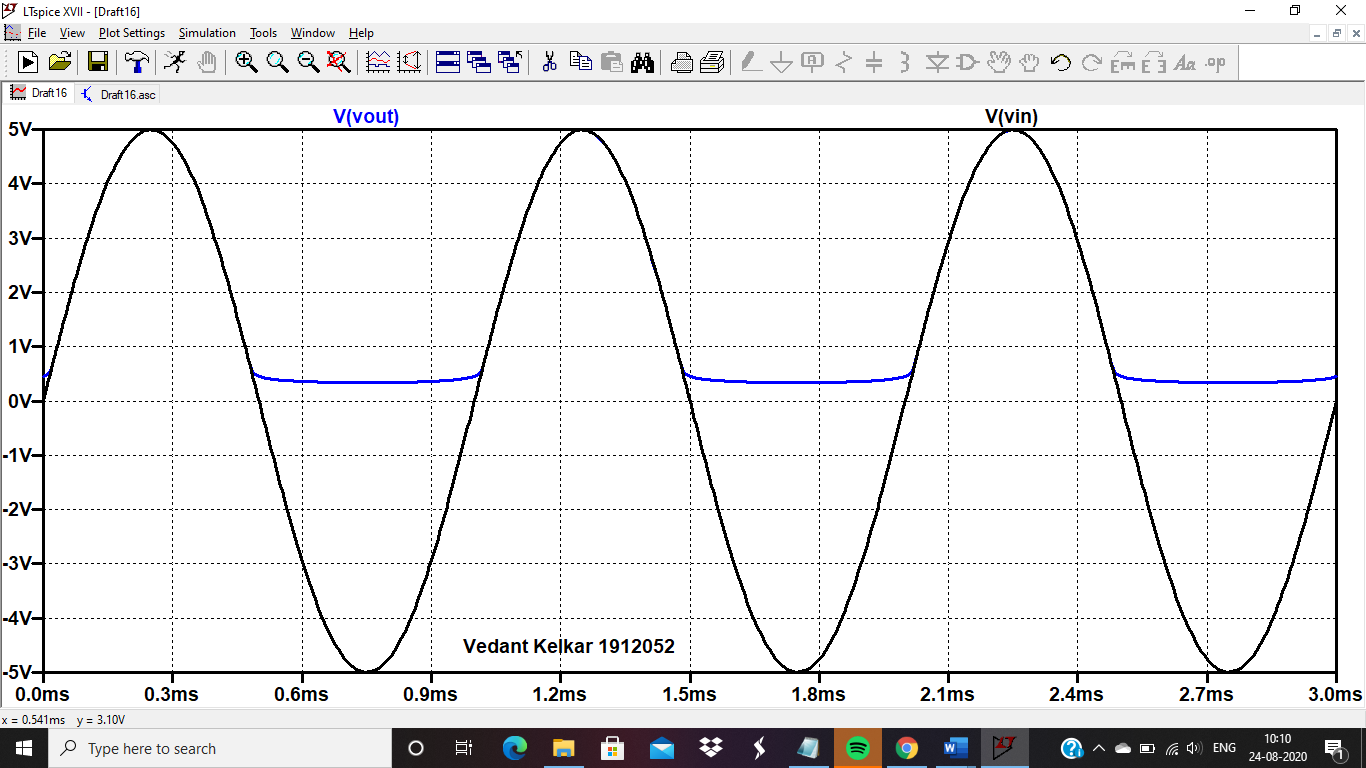 LTspice XVII - [Draft16]
File View Plot Settings Simulation Tools Window Help
Draft16 Draft16.asc
V(vout) V(vin)
5V
4V
3V
2V
1V
0V
-1V
-2V
-3V
-4V
-5V
Vedant Kelkar 1912052
0.0ms 0.3ms 0.6ms 0.9ms 1.2ms 1.5ms 1.8ms 2.1ms 2.4ms 2.7ms 3.0ms
x = 0.541ms y = 3.10V
Type here to search
ENG
10:10
24-08-2020
1